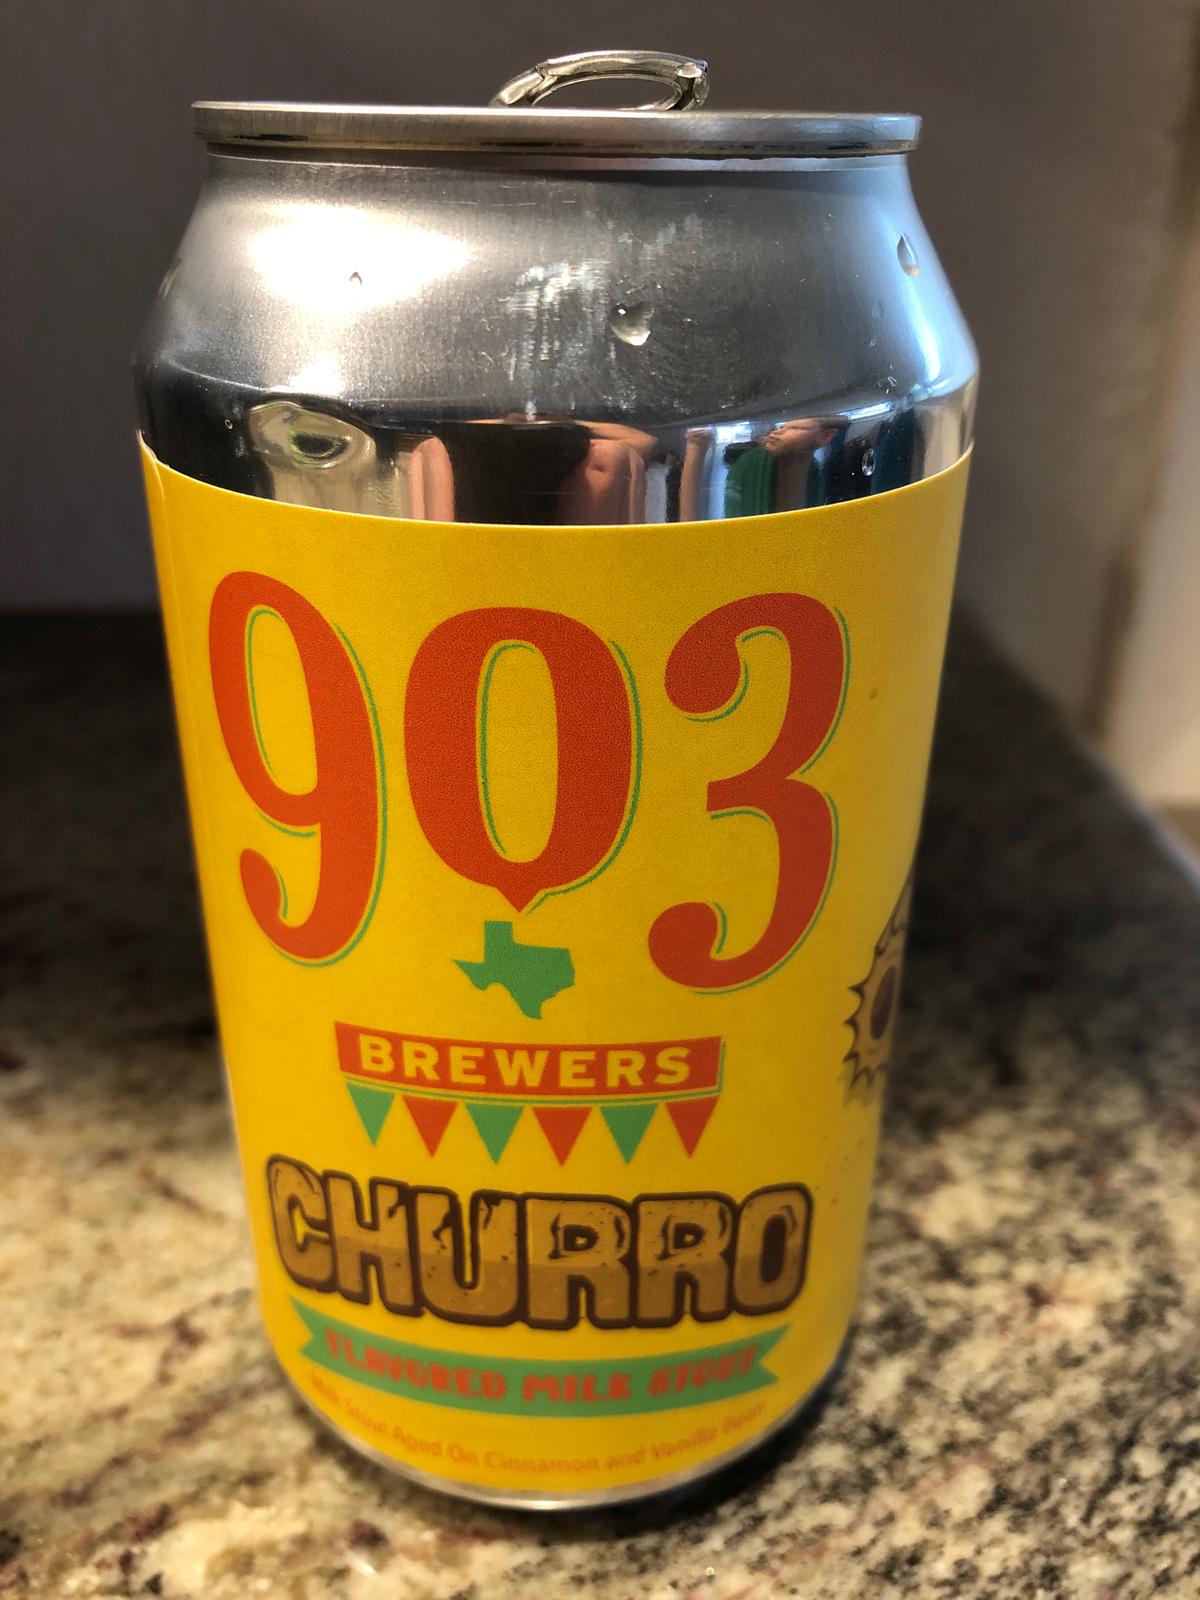 903
BREWERS
CHURRO
FLAVORED MILK STOUT
Milk Stout Aged On Cinnamon and Vanilla Bean